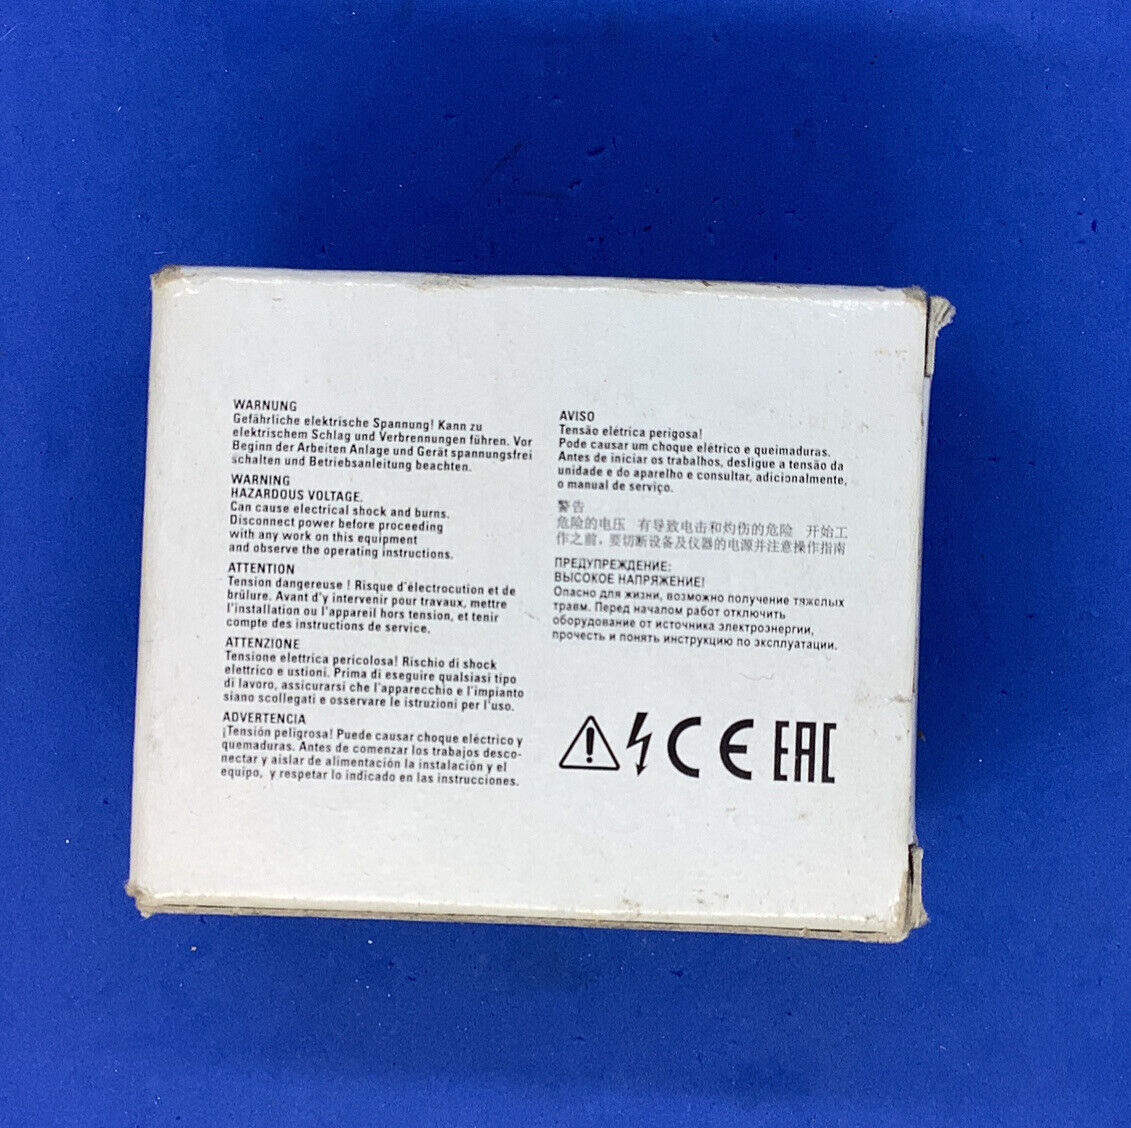 WARNUNG
Gefährliche elektrische Spannung! Kann zu
elektrischem Schlag und Verbrennungen führen. Vor
Beginn der Arbeiten Anlage und Gerät spannungsfrei
schalten und Betriebsanleitung beachten.
WARNING
HAZARDOUS VOLTAGE.
Can cause electrical shock and burns.
Disconnect power before proceeding
with any work on this equipment
and observe the operating instructions.
ATTENTION
Tension dangereuse ! Risque d'électrocution et de
brûlure. Avant d'y intervenir pour travaux, mettre
l'installation ou l'appareil hors tension, et tenir
compte des instructions de service.
ATTENZIONE
Tensione elettrica pericolosa! Rischio di shock
elettrico e ustioni. Prima di eseguire qualsiasi tipo
di lavoro, assicurarsi che l'apparecchio e l'impianto
siano scollegati e osservare le istruzioni per l'uso.
ADVERTENCIA
¡Tensión peligrosa! Puede causar choque eléctrico y
quemaduras. Antes de comenzar los trabajos desco-
nectar y aislar de alimentación la instalación y el
equipo, y respetar lo indicado en las instrucciones.
AVISO
Tensão elétrica perigosa!
Pode causar um choque elétrico e queimaduras.
Antes de iniciar os trabalhos, desligue a tensão da
unidade e do aparelho e consultar, adicionalmente,
o manual de serviço.
警告
危险的电压 有导致电击和灼伤的危险 开始工
作之前，要切断设备及仪器的电源并注意操作指南
ПРЕДУПРЕЖДЕНИЕ:
ВЫСОКОЕ НАПРЯЖЕНИЕ!
Опасно для жизни, возможно получение тяжелых
травм. Перед началом работ отключить
оборудование от источника электроэнергии,
прочесть и понять инструкцию по эксплуатации.
CE EAC